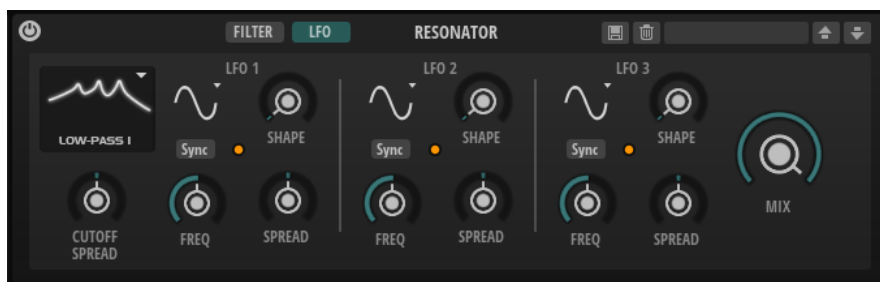 FILTER LFO RESONATOR
LFO 1 LFO 2 LFO 3
LOW-PASS I
SHAPE SHAPE SHAPE
Sync Sync Sync
MIX
CUTOFF SPREAD
FREQ SPREAD FREQ SPREAD FREQ SPREAD